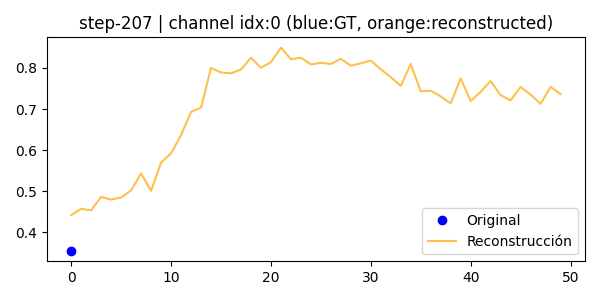 step-207 | channel idx:0 (blue:GT, orange:reconstructed)
0.8
0.7
0.6
0.5
0.4
Original
Reconstrucción
0 10 20 30 40 50